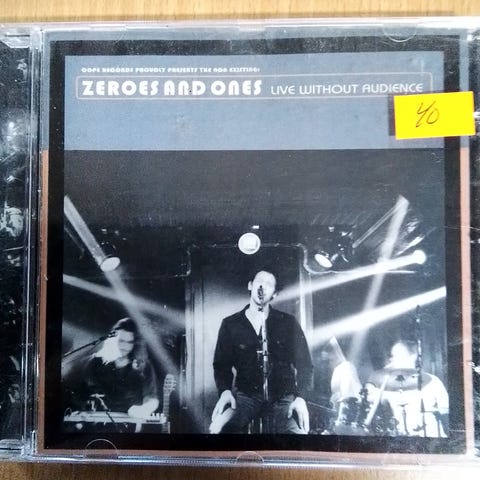 DOPE RECORDS PROUDLY PRESENTS THE NON EXISTING:
ZEROES AND ONES LIVE WITHOUT AUDIENCE
40